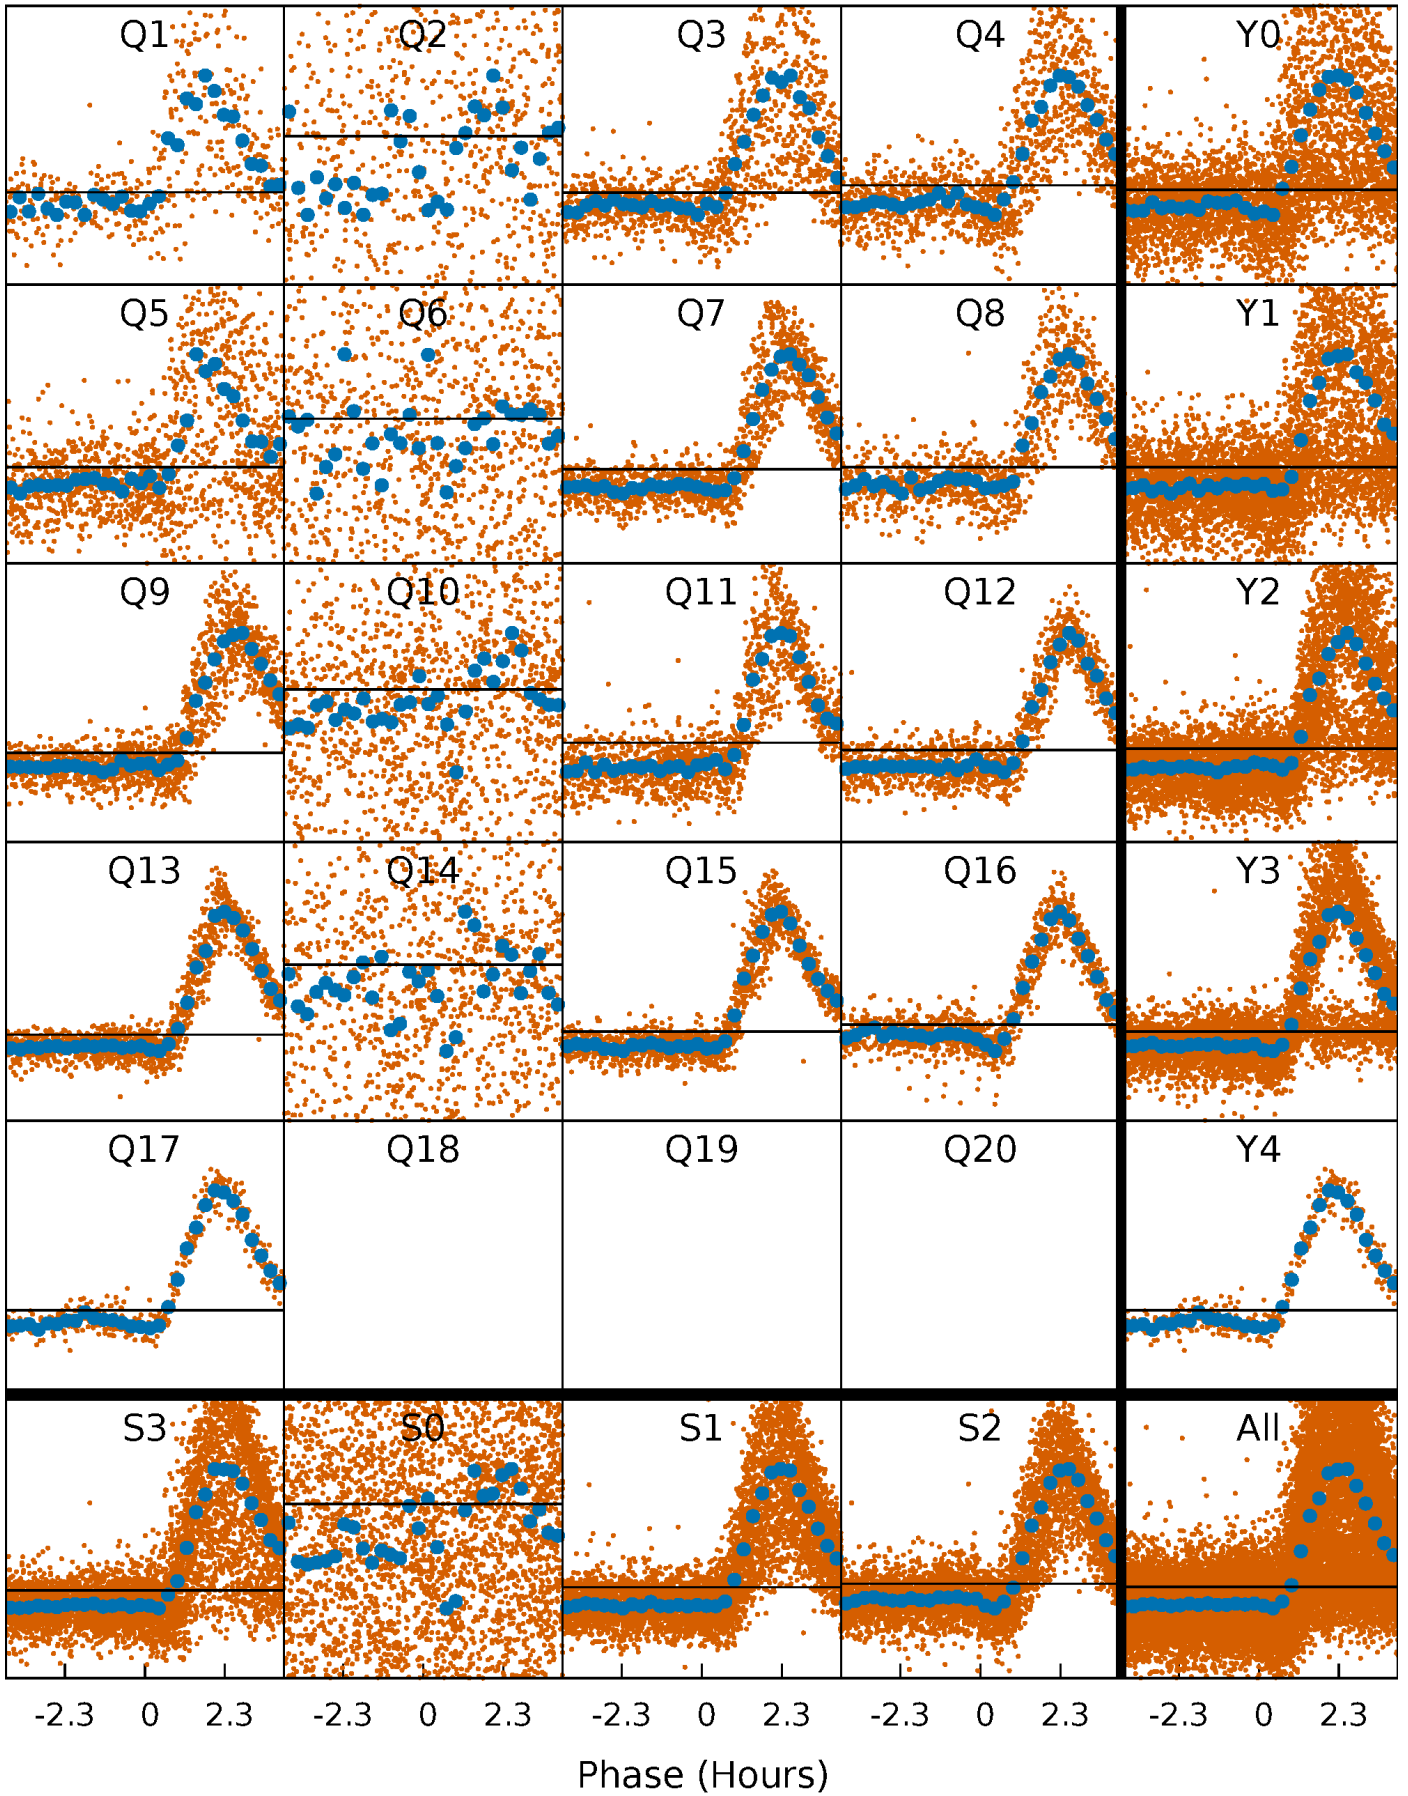 Q1 Q2 Q3 Q4 Y0
Q5 Q6 Q7 Q8 Y1
Q9 Q10 Q11 Q12 Y2
Q13 Q14 Q15 Q16 Y3
Q17 Q18 Q19 Q20 Y4
S3 S0 S1 S2 All
-2.3 0 2.3 -2.3 0 2.3 -2.3 0 2.3 -2.3 0 2.3 -2.3 0 2.3
Phase (Hours)